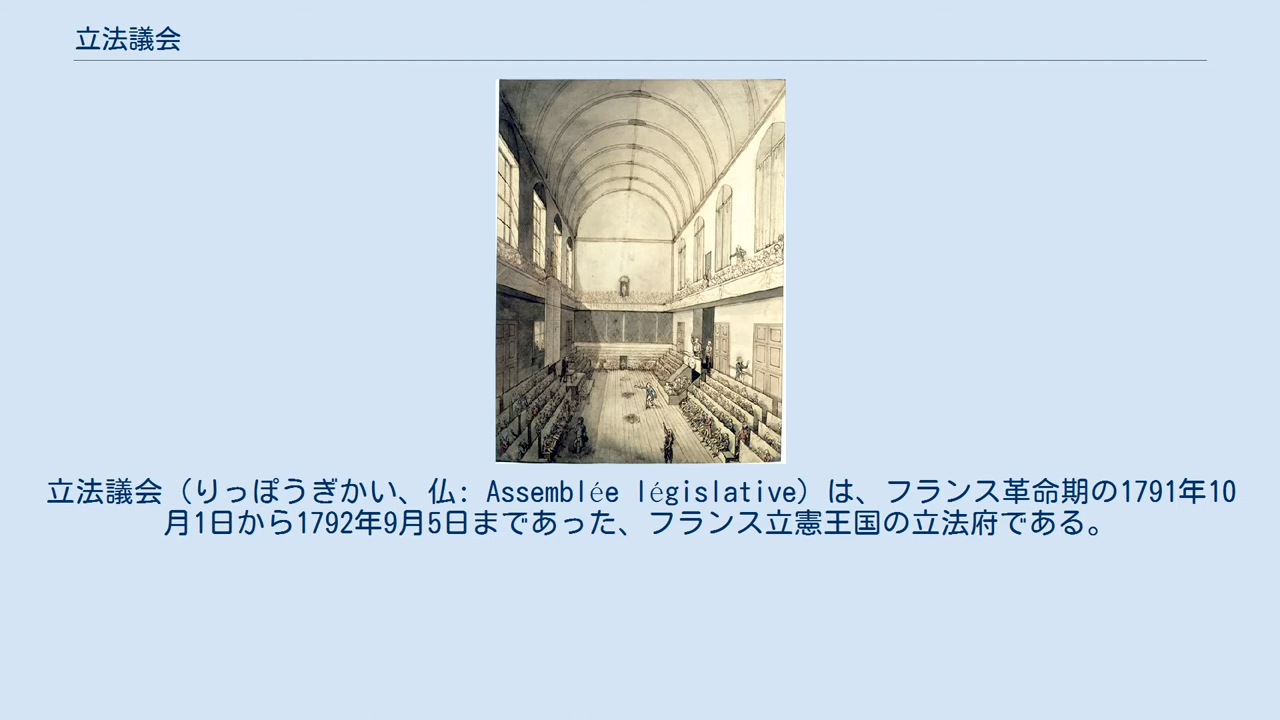 立法議会
立法議会（りっぽうぎかい、仏: Assemblée législative）は、フランス革命期の1791年10
月1日から1792年9月5日まであった、フランス立憲王国の立法府である。